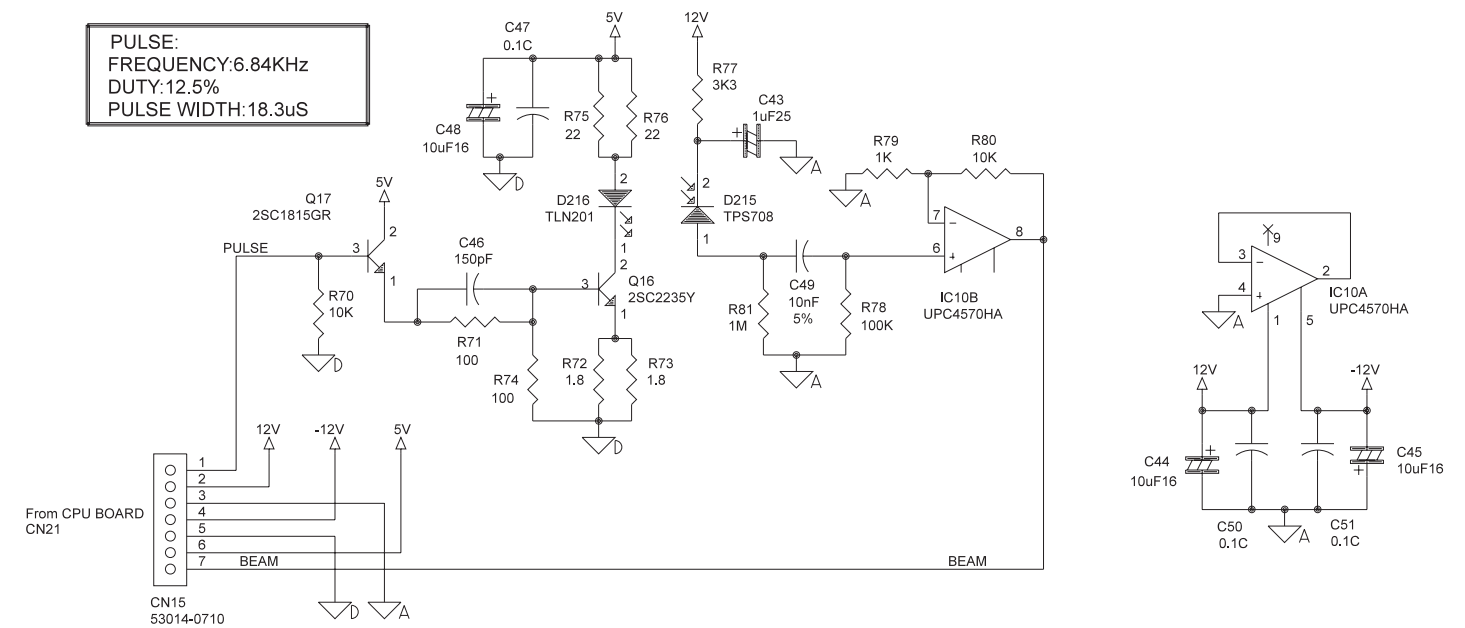 PULSE:
FREQUENCY:6.84KHz
DUTY:12.5%
PULSE WIDTH:18.3uS
C47
0.1C
5V
12V
C48
10uF16
R75
22
R76
22
R77
3K3
C43
1uF25
A
D
2
D216
TLN201
1
2
D215
TPS708
1
R79
1K
R80
10K
A
7
6
8
IC10B
UPC4570HA
Q17
2SC1815GR
5V
2
3
1
PULSE
R70
10K
D
C46
150pF
R71
100
R74
100
3
2
Q16
2SC2235Y
1
R72
1.8
R73
1.8
D
R81
1M
C49
10nF
5%
R78
100K
A
3
4
9
2
IC10A
UPC4570HA
A
1
5
12V
-12V
C44
10uF16
C45
10uF16
C50
0.1C
A
C51
0.1C
12V
-12V
5V
From CPU BOARD
CN21
1
2
3
4
5
6
7
BEAM
BEAM
CN15
53014-0710
D
A